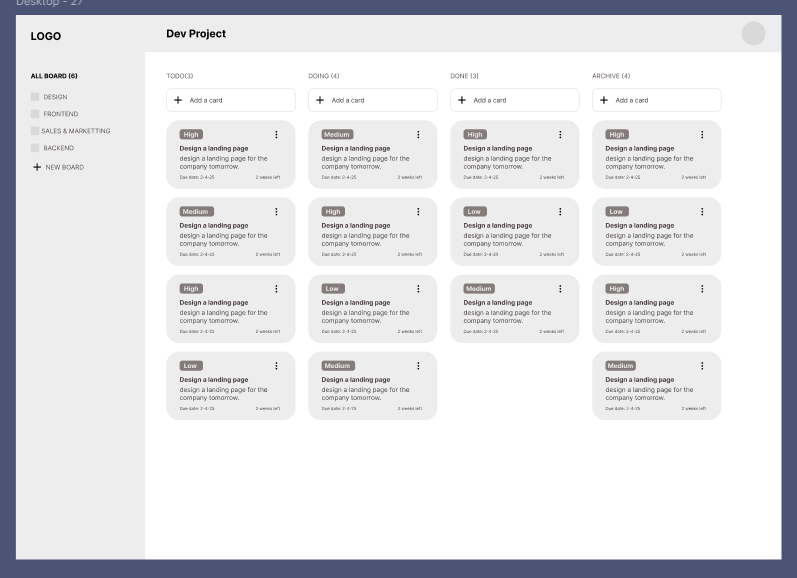 Desktop - 27
LOGO
Dev Project
ALL BOARD (6)
DESIGN
FRONTEND
SALES & MARKETTING
BACKEND
NEW BOARD
TODO(3)
Add a card
High
Design a landing page
design a landing page for the
company tomorrow.
Due date: 2-4-25 2 weeks left
Medium
Design a landing page
design a landing page for the
company tomorrow.
Due date: 2-4-25 2 weeks left
High
Design a landing page
design a landing page for the
company tomorrow.
Due date: 2-4-25 2 weeks left
Low
Design a landing page
design a landing page for the
company tomorrow.
Due date: 2-4-25 2 weeks left
DOING (4)
Add a card
Medium
Design a landing page
design a landing page for the
company tomorrow.
Due date: 2-4-25 2 weeks left
High
Design a landing page
design a landing page for the
company tomorrow.
Due date: 2-4-25 2 weeks left
Low
Design a landing page
design a landing page for the
company tomorrow.
Due date: 2-4-25 2 weeks left
Medium
Design a landing page
design a landing page for the
company tomorrow.
Due date: 2-4-25 2 weeks left
DONE (3)
Add a card
High
Design a landing page
design a landing page for the
company tomorrow.
Due date: 2-4-25 2 weeks left
Low
Design a landing page
design a landing page for the
company tomorrow.
Due date: 2-4-25 2 weeks left
Medium
Design a landing page
design a landing page for the
company tomorrow.
Due date: 2-4-25 2 weeks left
ARCHIVE (4)
Add a card
High
Design a landing page
design a landing page for the
company tomorrow.
Due date: 2-4-25 2 weeks left
Low
Design a landing page
design a landing page for the
company tomorrow.
Due date: 2-4-25 2 weeks left
High
Design a landing page
design a landing page for the
company tomorrow.
Due date: 2-4-25 2 weeks left
Medium
Design a landing page
design a landing page for the
company tomorrow.
Due date: 2-4-25 2 weeks left